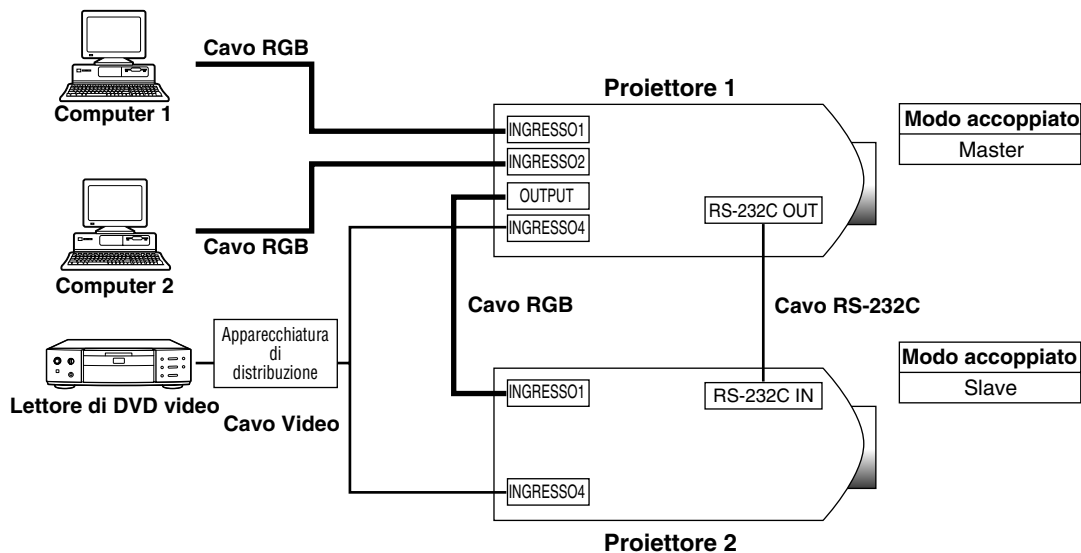 Cavo RGB
Computer 1
Proiettore 1
INGRESSO1
INGRESSO2
OUTPUT
INGRESSO4
RS-232C OUT
Modo accoppiato
Master
Cavo RGB
Computer 2
Cavo RGB
Cavo RS-232C
Apparecchiatura
di
distribuzione
Lettore di DVD video
Cavo Video
INGRESSO1
RS-232C IN
INGRESSO4
Modo accoppiato
Slave
Proiettore 2